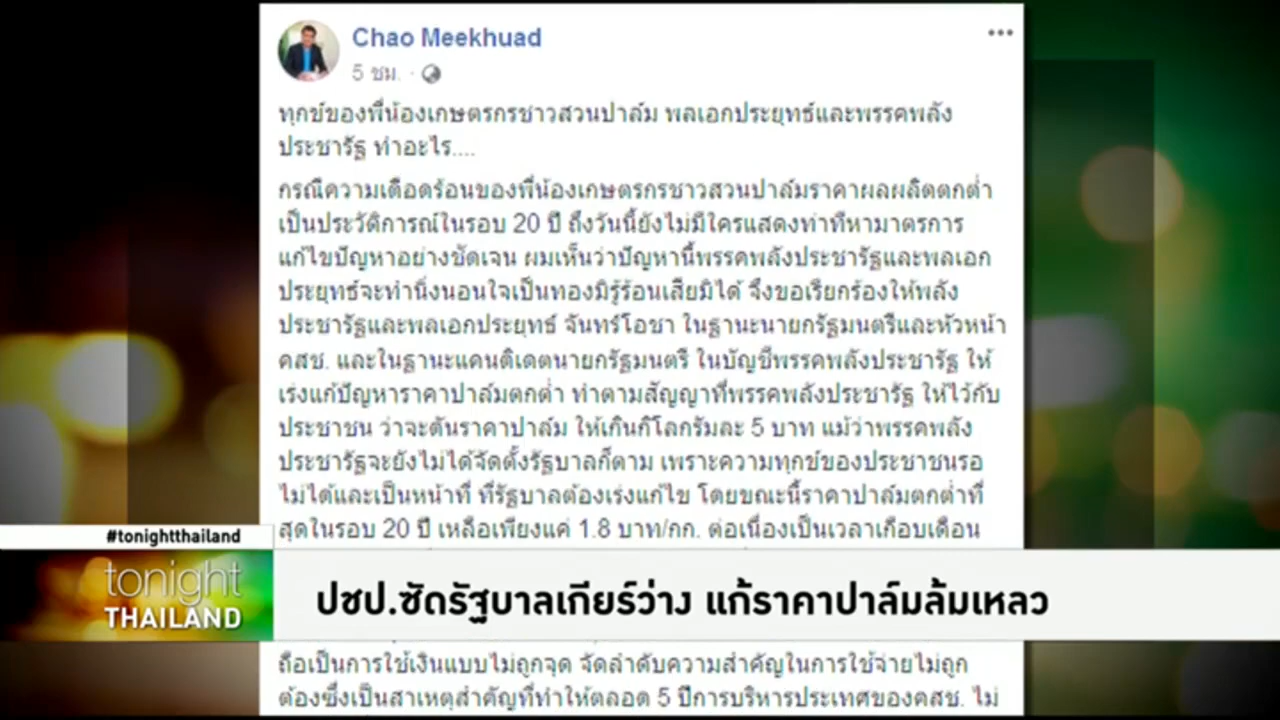 Chao Meekhuad
5 ชม.
ทุกข์ของพี่น้องเกษตรกรชาวสวนปาล์ม พลเอกประยุทธ์และพรรคพลัง
ประชารัฐ ทำอะไร....
กรณีความเดือดร้อนของพี่น้องเกษตรกรชาวสวนปาล์มราคาผลผลิตตกต่ำ
เป็นประวัติการณ์ในรอบ 20 ปี ถึงวันนี้ยังไม่มีใครแสดงท่าทีหามาตรการ
แก้ไขปัญหาอย่างชัดเจน ผมเห็นว่าปัญหานี้พรรคพลังประชารัฐและพลเอก
ประยุทธ์จะทำนิ่งนอนใจเป็นทองมิรู้ร้อนเสียมิได้ จึงขอเรียกร้องให้พลัง
ประชารัฐและพลเอกประยุทธ์ จันทร์โอชา ในฐานะนายกรัฐมนตรีและหัวหน้า
คสช. และในฐานะแคนดิเดตนายกรัฐมนตรี ในบัญชีพรรคพลังประชารัฐ ให้
เร่งแก้ปัญหาราคาปาล์มตกต่ำ ทำตามสัญญาที่พรรคพลังประชารัฐ ให้ไว้กับ
ประชาชน ว่าจะดันราคาปาล์ม ให้เกินกิโลกรัมละ 5 บาท แม้ว่าพรรคพลัง
ประชารัฐจะยังไม่ได้จัดตั้งรัฐบาลก็ตาม เพราะความทุกข์ของประชาชนรอ
ไม่ได้และเป็นหน้าที่ ที่รัฐบาลต้องเร่งแก้ไข โดยขณะนี้ราคาปาล์มตกต่ำที่
สุดในรอบ 20 ปี เหลือเพียงแค่ 1.8 บาท/กก. ต่อเนื่องเป็นเวลาเกือบเดือน
#tonightthailand
tonight
THAILAND
ปชป.ซัดรัฐบาลเกียร์ว่าง แก้ราคาปาล์มล้มเหลว
ถือเป็นการใช้เงินแบบไม่ถูกจุด จัดลำดับความสำคัญในการใช้จ่ายไม่ถูก
ต้องซึ่งเป็นสาเหตุสำคัญที่ทำให้ตลอด 5 ปีการบริหารประเทศของคสช. ไม่